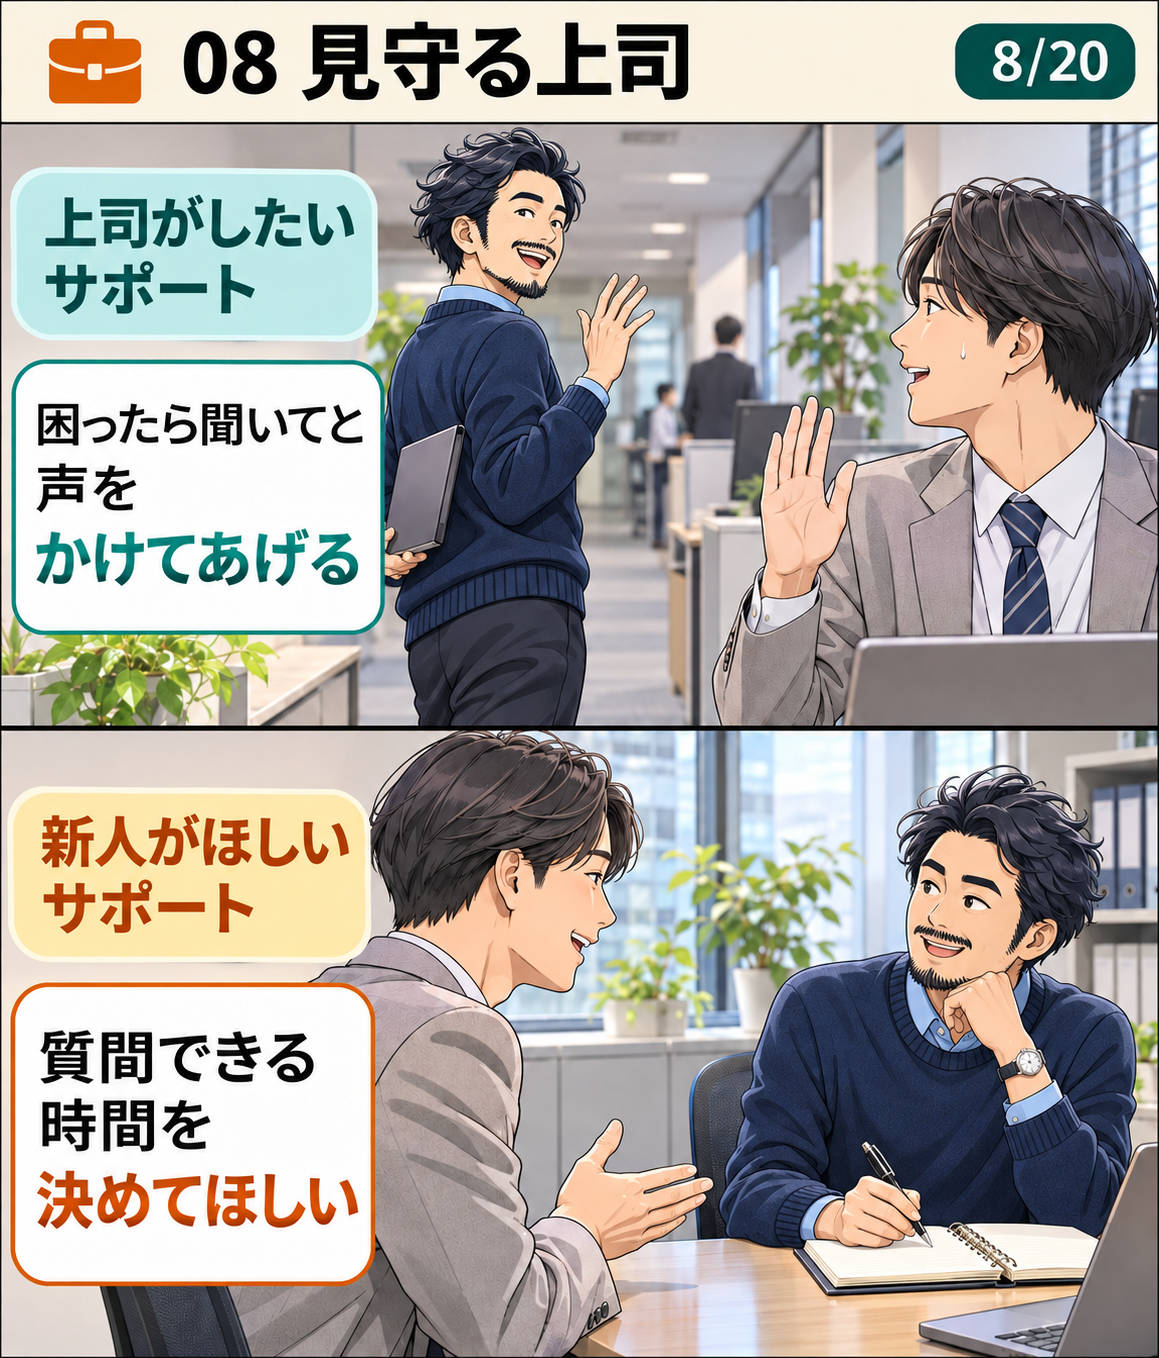 08 見守る上司
8/20
上司がしたい
サポート
困ったら聞いてと
声を
かけてあげる
新人がほしい
サポート
質問できる
時間を
決めてほしい